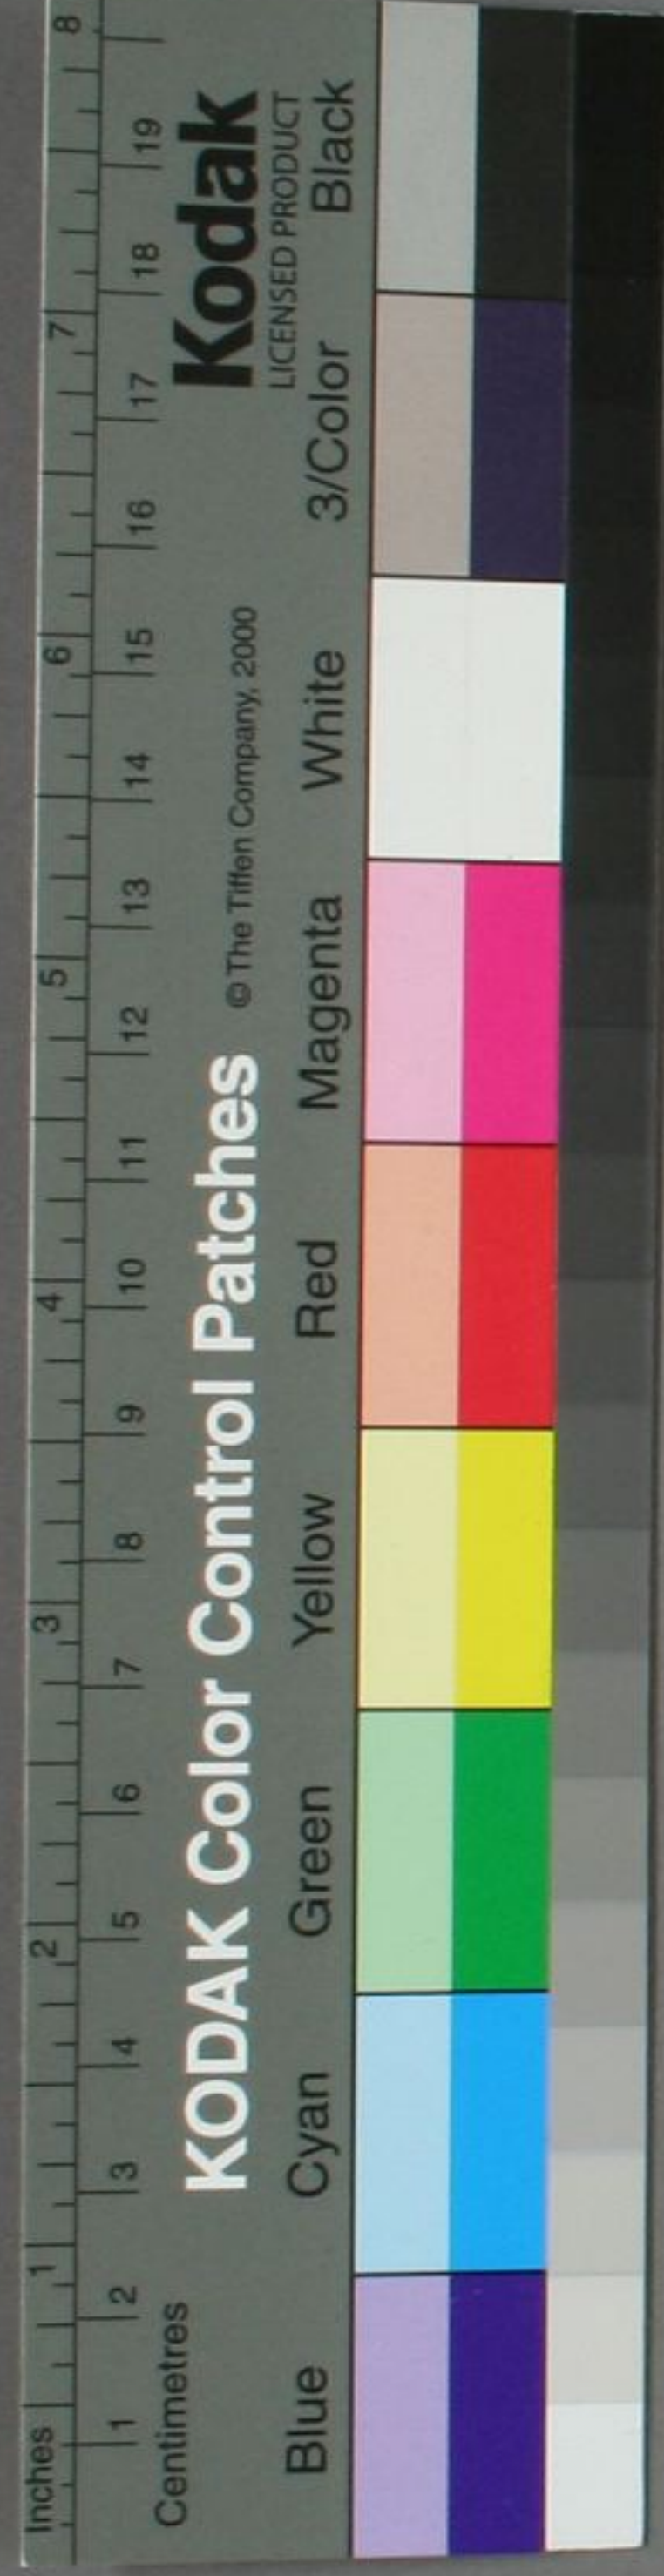 Inches 1 2 3 4 5 6 7 8
Centimetres 1 2 3 4 5 6 7 8 9 10 11 12 13 14 15 16 17 18 19
KODAK Color Control Patches © The Tiffen Company, 2000 Kodak
LICENSED PRODUCT
Blue Cyan Green Yellow Red Magenta White 3/Color Black